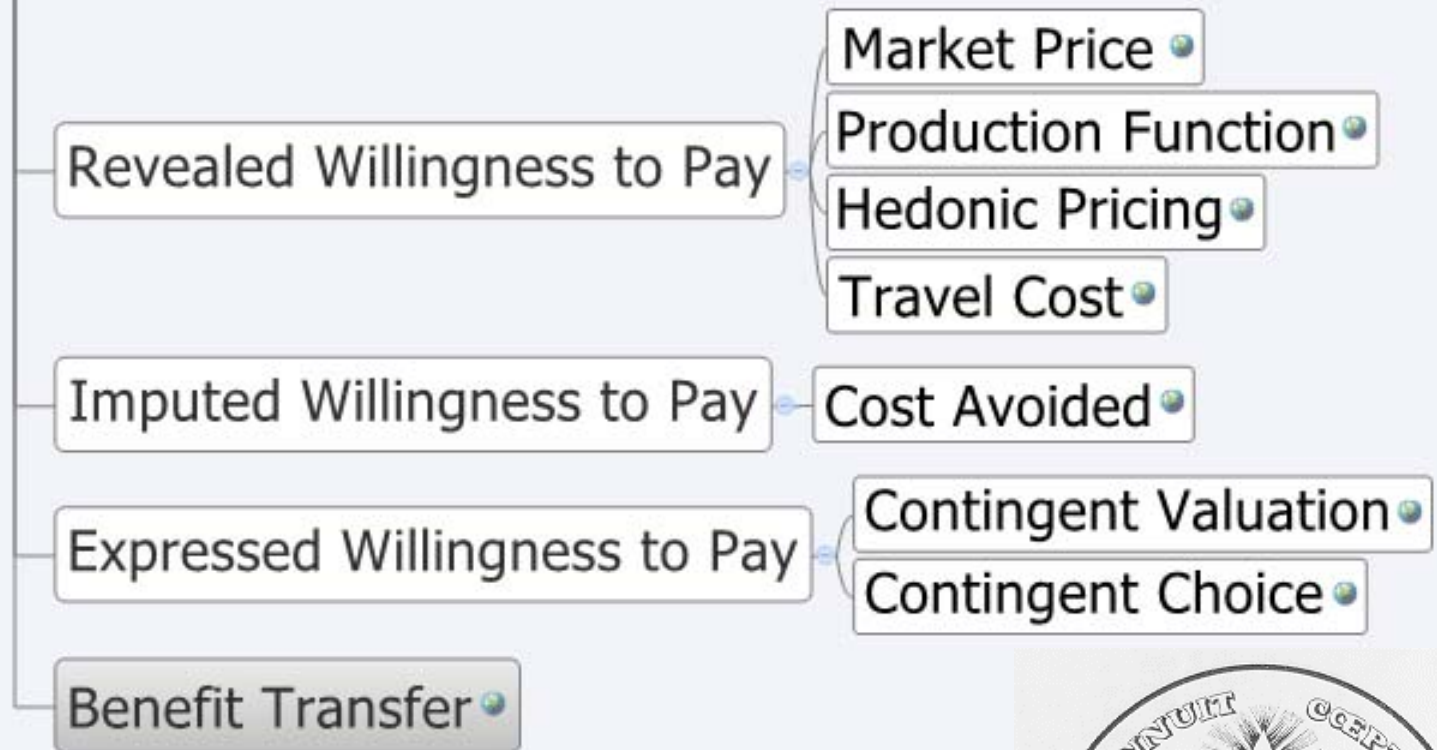 Revealed Willingness to Pay
Market Price
Production Function
Hedonic Pricing
Travel Cost
Imputed Willingness to Pay
Cost Avoided
Expressed Willingness to Pay
Contingent Valuation
Contingent Choice
Benefit Transfer